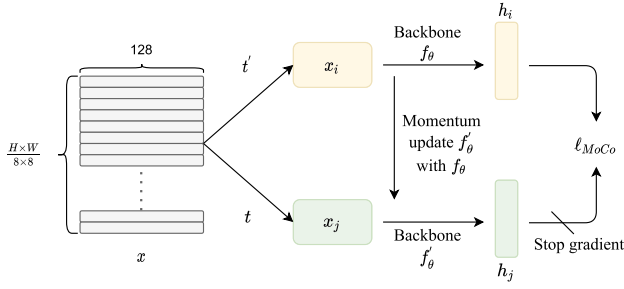 128
H×W
8×8
x
t′
t
x_i
x_j
Backbone
f_θ
Momentum
update f′_θ
with f_θ
Backbone
f′_θ
h_i
h_j
ℓ_MoCo
Stop gradient